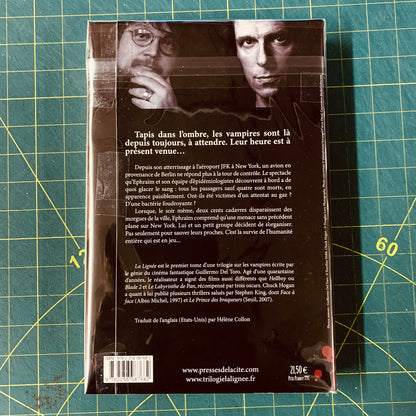 Tapis dans l'ombre, les vampires sont là
depuis toujours, à attendre. Leur heure est à
présent venue…
Depuis son atterrissage à l'aéroport JFK à New York, un avion en
provenance de Berlin ne répond plus à la tour de contrôle. Le spectacle
qu'Ephraïm et son équipe d'épidémiologistes découvrent à bord a de
quoi glacer le sang : tous les passagers sauf quatre sont morts, en
apparence paisiblement. Ont-ils été victimes d'un attentat au gaz ?
D'une bactérie foudroyante ?
Lorsque, le soir même, deux cents cadavres disparaissent des
morgues de la ville, Ephraïm comprend qu'une menace sans précédent
plane sur New York. Lui et un petit groupe décident de s'organiser.
Pas seulement pour sauver leurs proches. C'est la survie de l'humanité
entière qui est en jeu…
La Lignée est le premier tome d'une trilogie sur les vampires écrite par
le génie du cinéma fantastique Guillermo Del Toro. Agé d'une quarantaine
d'années, le réalisateur a signé des films aussi différents que Hellboy ou
Blade 2 et Le Labyrinthe de Pan, récompensé par trois oscars. Chuck Hogan
a quant à lui publié plusieurs thrillers salués par Stephen King, dont Face à
face (Albin Michel, 1997) et Le Prince des braqueurs (Seuil, 2007).
Traduit de l'anglais (Etats-Unis) par Hélène Collon
www.pressesdelacite.com
www.trilogielalignee.fr
21,50 €
Prix France TTC
60
120